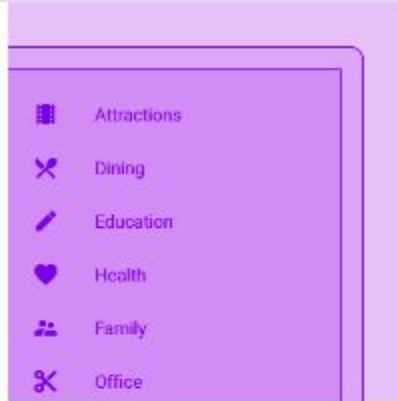 Attractions
Dining
Education
Health
Family
Office